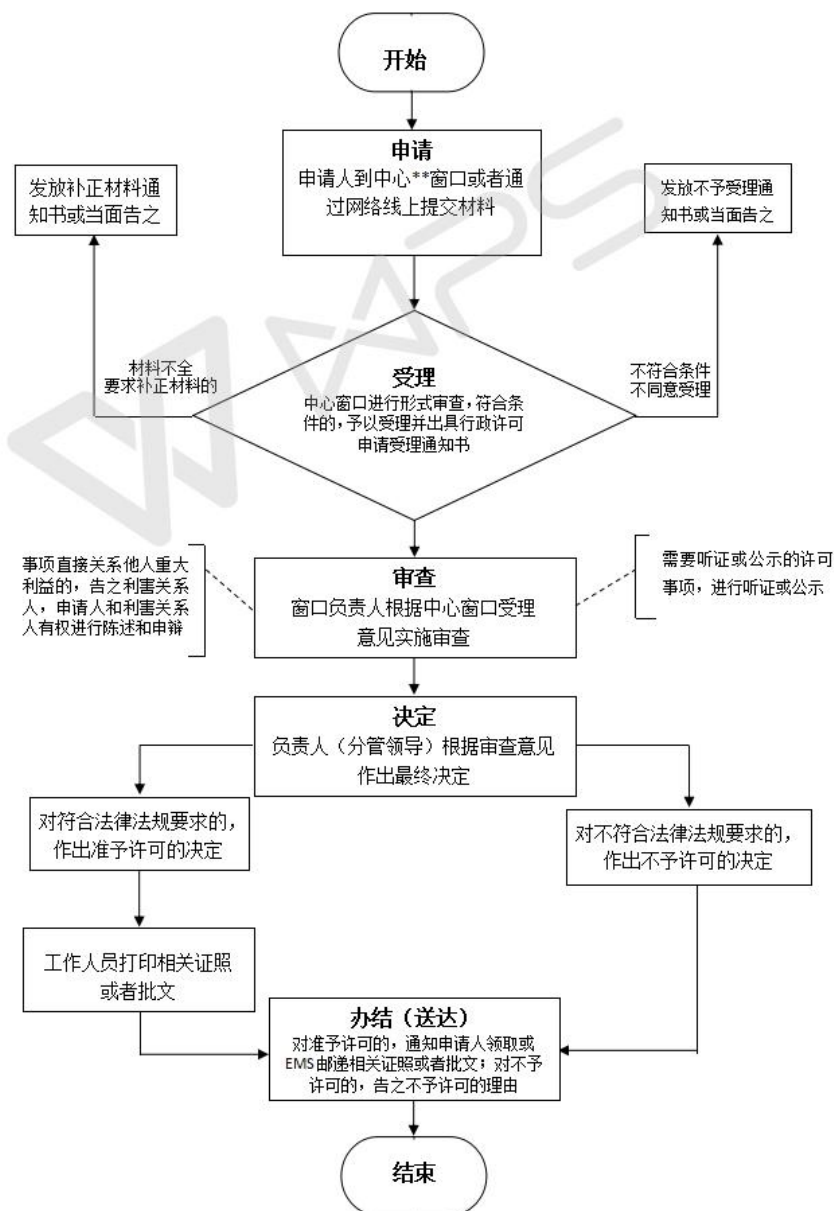 开始
申请
申请人到中心**窗口或者通
过网络线上提交材料
发放补正材料通
知书或当面告之
发放不予受理通
知书或当面告之
材料不全
要求补正材料的
受理
中心窗口进行形式审查，符合条
件的，予以受理并出具行政许可
申请受理通知书
不符合条件
不同意受理
事项直接关系他人重大
利益的，告之利害关系
人，申请人和利害关系
人有权进行陈述和申辩
审查
窗口负责人根据中心窗口受理
意见实施审查
需要听证或公示的许可
事项，进行听证或公示
决定
负责人（分管领导）根据审查意见
作出最终决定
对符合法律法规要求的，
作出准予许可的决定
对不符合法律法规要求的，
作出不予许可的决定
工作人员打印相关证照
或者批文
办结（送达）
对准予许可的，通知申请人领取或
EMS邮递相关证照或者批文；对不予
许可的，告之不予许可的理由
结束
WPS